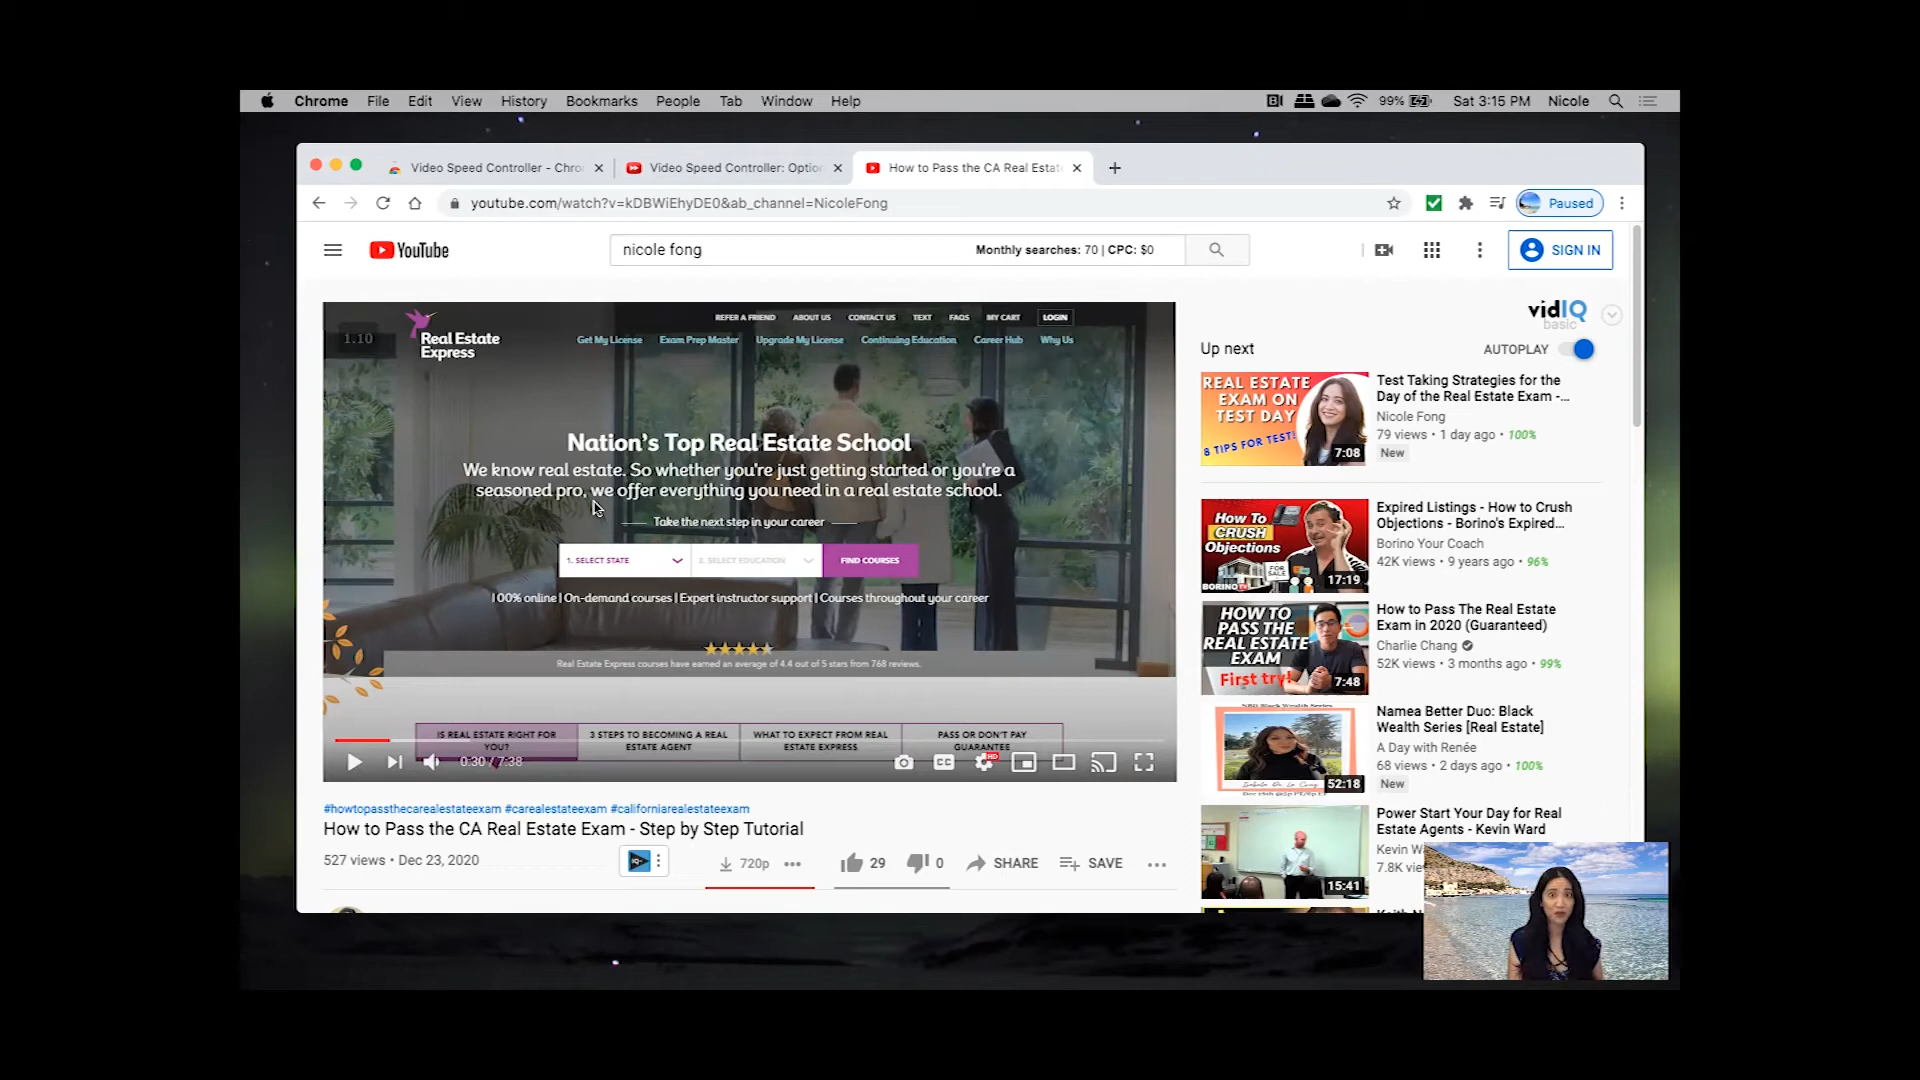 Chrome File Edit View History Bookmarks People Tab Window Help
99% Sat 3:15 PM Nicole
Video Speed Controller - Chro
Video Speed Controller: Optio
How to Pass the CA Real Estate
youtube.com/watch?v=kDBWiEhyDE0&ab_channel=NicoleFong
Paused
YouTube
nicole fong
Monthly searches: 70 | CPC: $0
SIGN IN
1.10
Real Estate
Express
REFER A FRIEND ABOUT US CONTACT US TEXT FAQS MY CART LOGIN
Get My License Exam Prep Master Upgrade My License Continuing Education Career Hub Why Us
Nation's Top Real Estate School
We know real estate. So whether you're just getting started or you're a
seasoned pro, we offer everything you need in a real estate school.
Take the next step in your career
1. SELECT STATE
2. SELECT EDUCATION
FIND COURSES
100% online | On-demand courses | Expert instructor support | Courses throughout your career
Real Estate Express courses have earned an average of 4.4 out of 5 stars from 768 reviews.
IS REAL ESTATE RIGHT FOR
YOU?
3 STEPS TO BECOMING A REAL
ESTATE AGENT
WHAT TO EXPECT FROM REAL
ESTATE EXPRESS
PASS OR DON'T PAY
GUARANTEE
0:30 / 7:38
CC
HD
#howtopassthecarealestateexam #carealestateexam #californiarealestateexam
How to Pass the CA Real Estate Exam - Step by Step Tutorial
527 views • Dec 23, 2020
720p
29
0
SHARE
SAVE
vidIQ
basic
Up next
AUTOPLAY
REAL ESTATE
EXAM ON
TEST DAY
8 TIPS FOR TEST!
7:08
Test Taking Strategies for the
Day of the Real Estate Exam -...
Nicole Fong
79 views • 1 day ago • 100%
New
How To
CRUSH
Objections
FOR
SALE
BORINO
17:19
Expired Listings - How to Crush
Objections - Borino's Expired...
Borino Your Coach
42K views • 9 years ago • 96%
HOW TO
PASS THE
REAL ESTATE
EXAM
First try!
7:48
How to Pass The Real Estate
Exam in 2020 (Guaranteed)
Charlie Chang
52K views • 3 months ago • 99%
NBO Black Wealth Series
52:18
Namea Better Duo: Black
Wealth Series [Real Estate]
A Day with Renée
68 views • 2 days ago • 100%
New
15:41
Power Start Your Day for Real
Estate Agents - Kevin Ward
Kevin W
7.8K vie